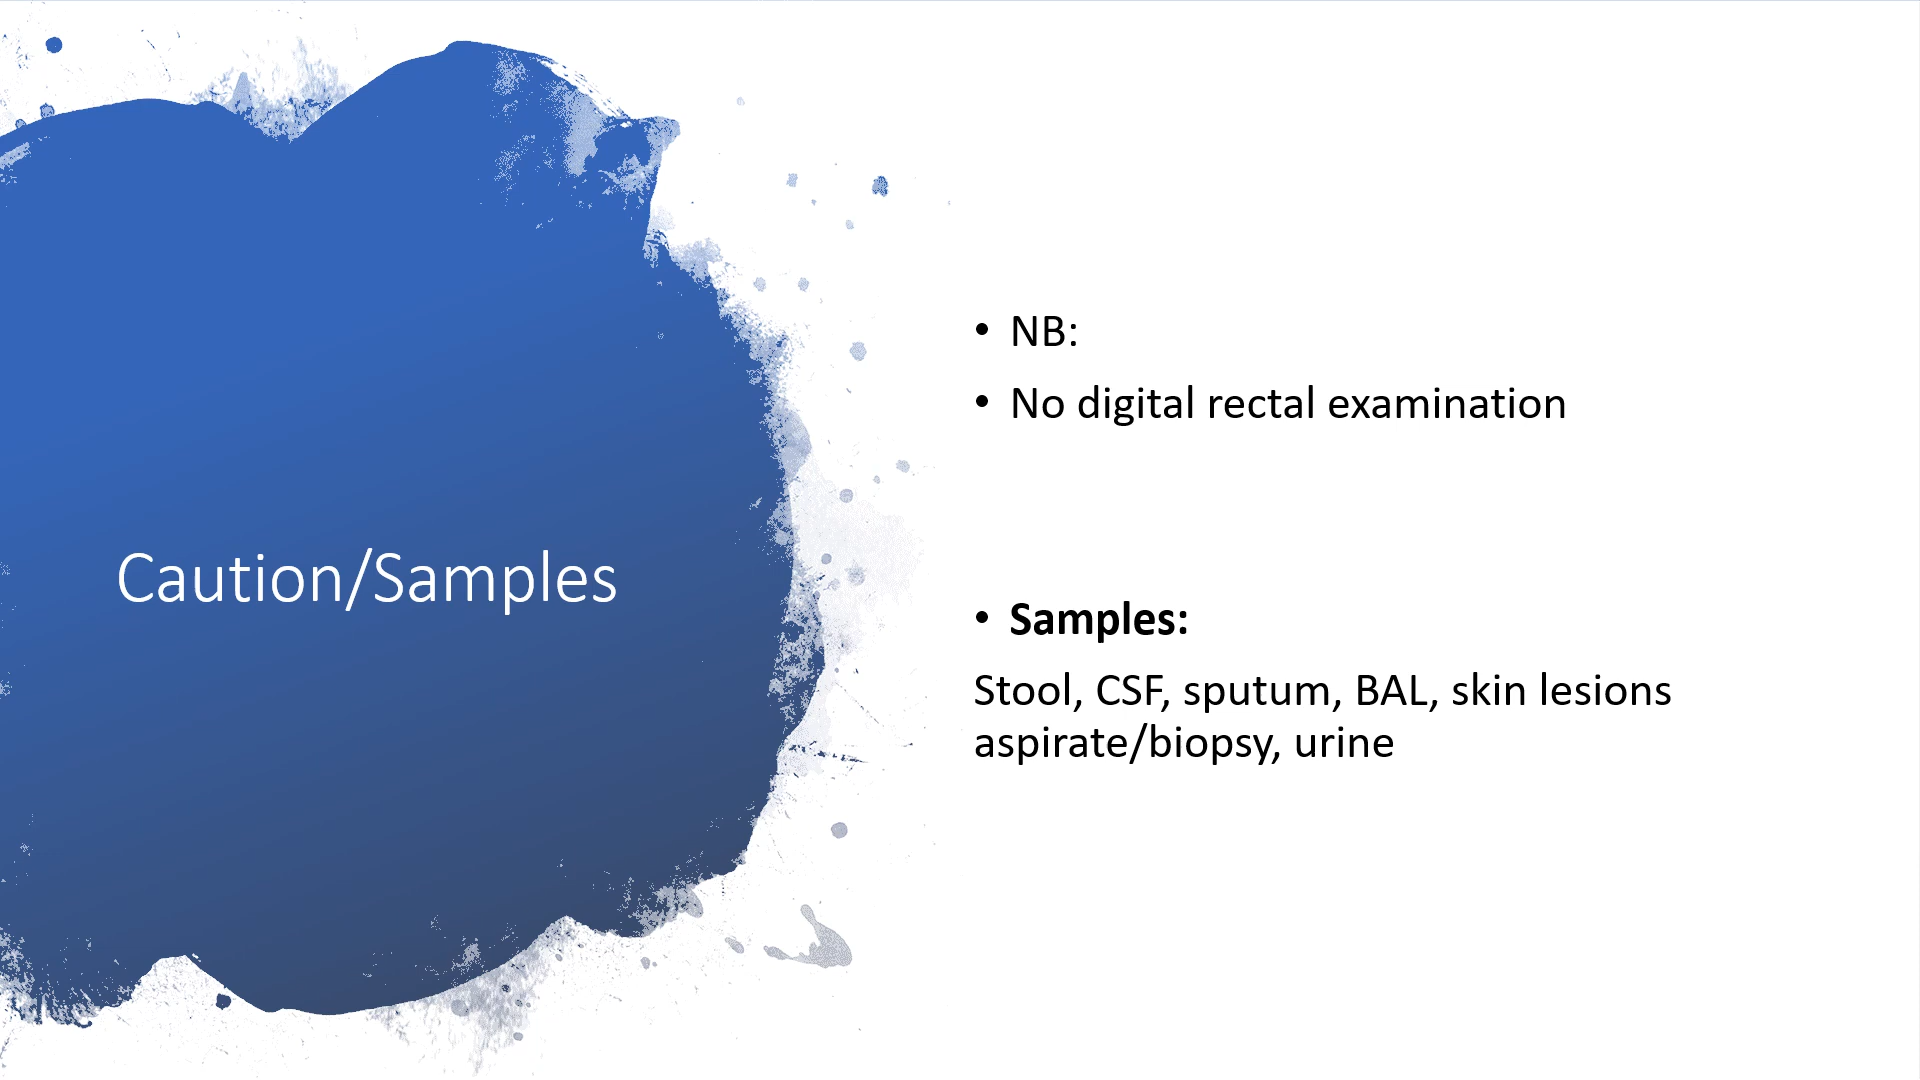 Caution/Samples
• NB:
• No digital rectal examination
• Samples:
Stool, CSF, sputum, BAL, skin lesions
aspirate/biopsy, urine